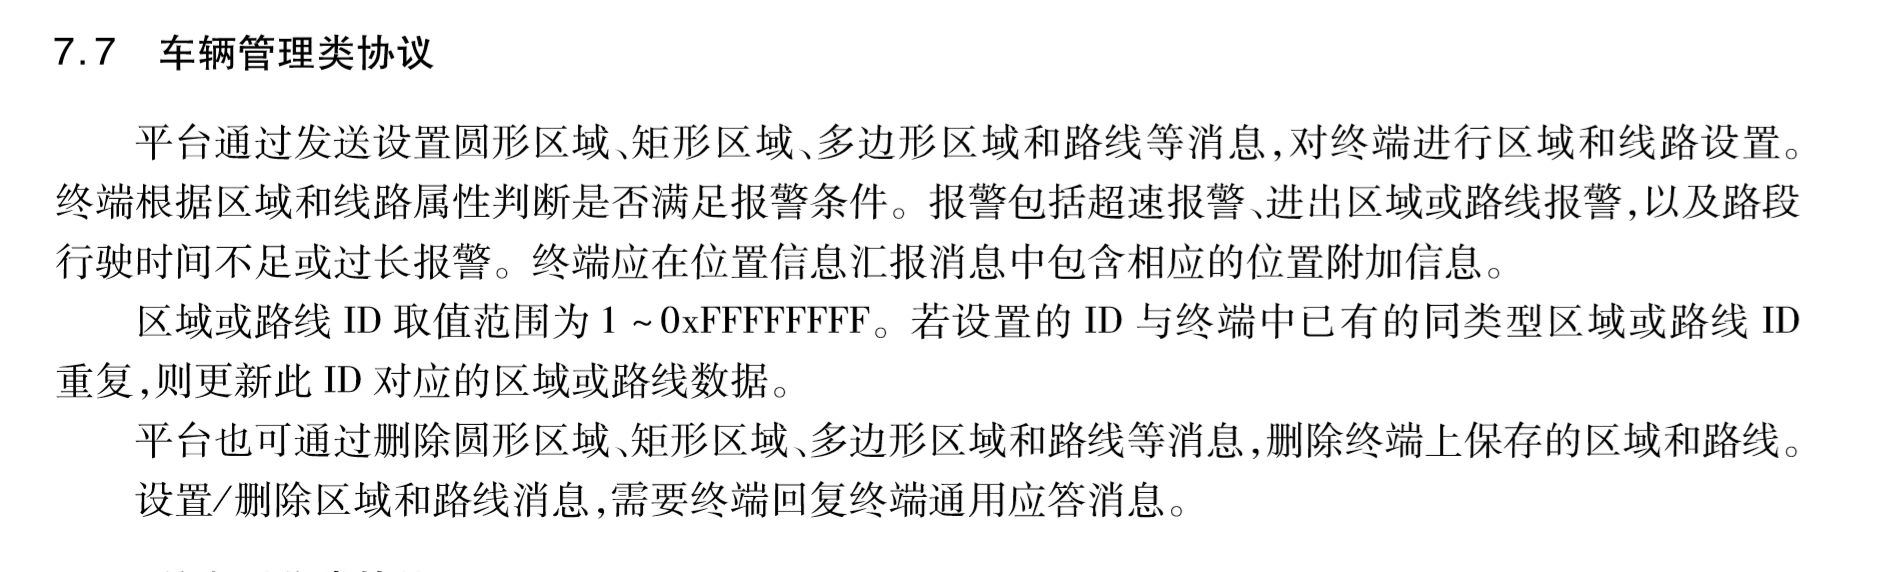 7.7 车辆管理类协议
平台通过发送设置圆形区域、矩形区域、多边形区域和路线等消息,对终端进行区域和线路设置。
终端根据区域和线路属性判断是否满足报警条件。报警包括超速报警、进出区域或路线报警,以及路段
行驶时间不足或过长报警。终端应在位置信息汇报消息中包含相应的位置附加信息。
区域或路线 ID 取值范围为 1 ~ 0xFFFFFFFF。若设置的 ID 与终端中已有的同类型区域或路线 ID
重复,则更新此 ID 对应的区域或路线数据。
平台也可通过删除圆形区域、矩形区域、多边形区域和路线等消息,删除终端上保存的区域和路线。
设置/删除区域和路线消息,需要终端回复终端通用应答消息。